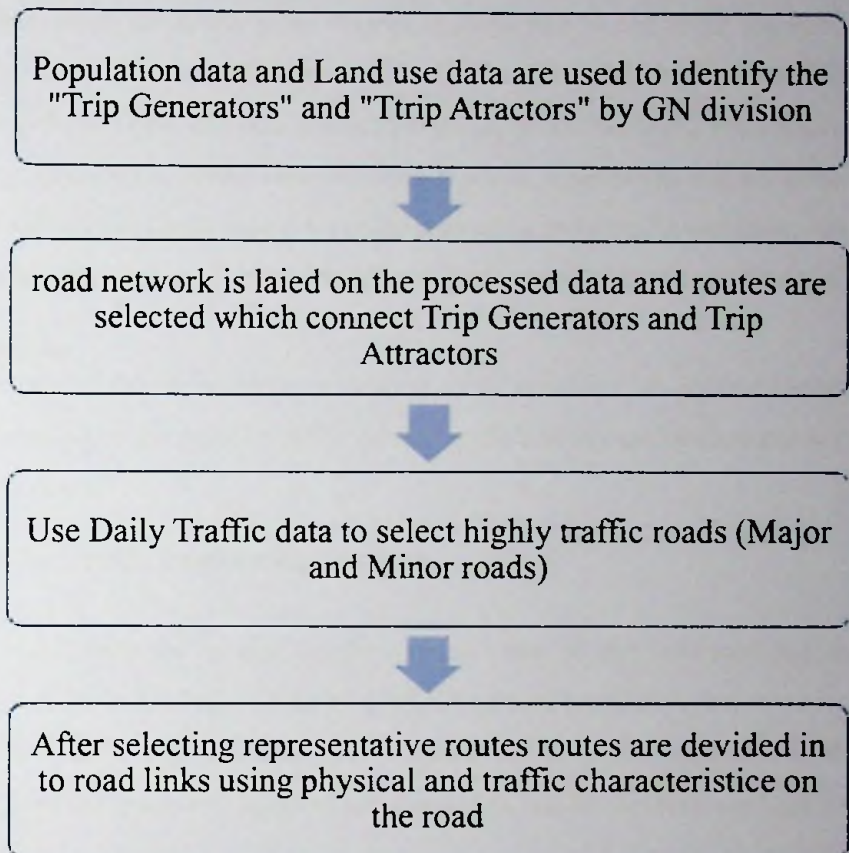 Population data and Land use data are used to identify the
"Trip Generators" and "Ttrip Atractors" by GN division
road network is laied on the processed data and routes are
selected which connect Trip Generators and Trip
Attractors
Use Daily Traffic data to select highly traffic roads (Major
and Minor roads)
After selecting representative routes routes are devided in
to road links using physical and traffic characteristice on
the road